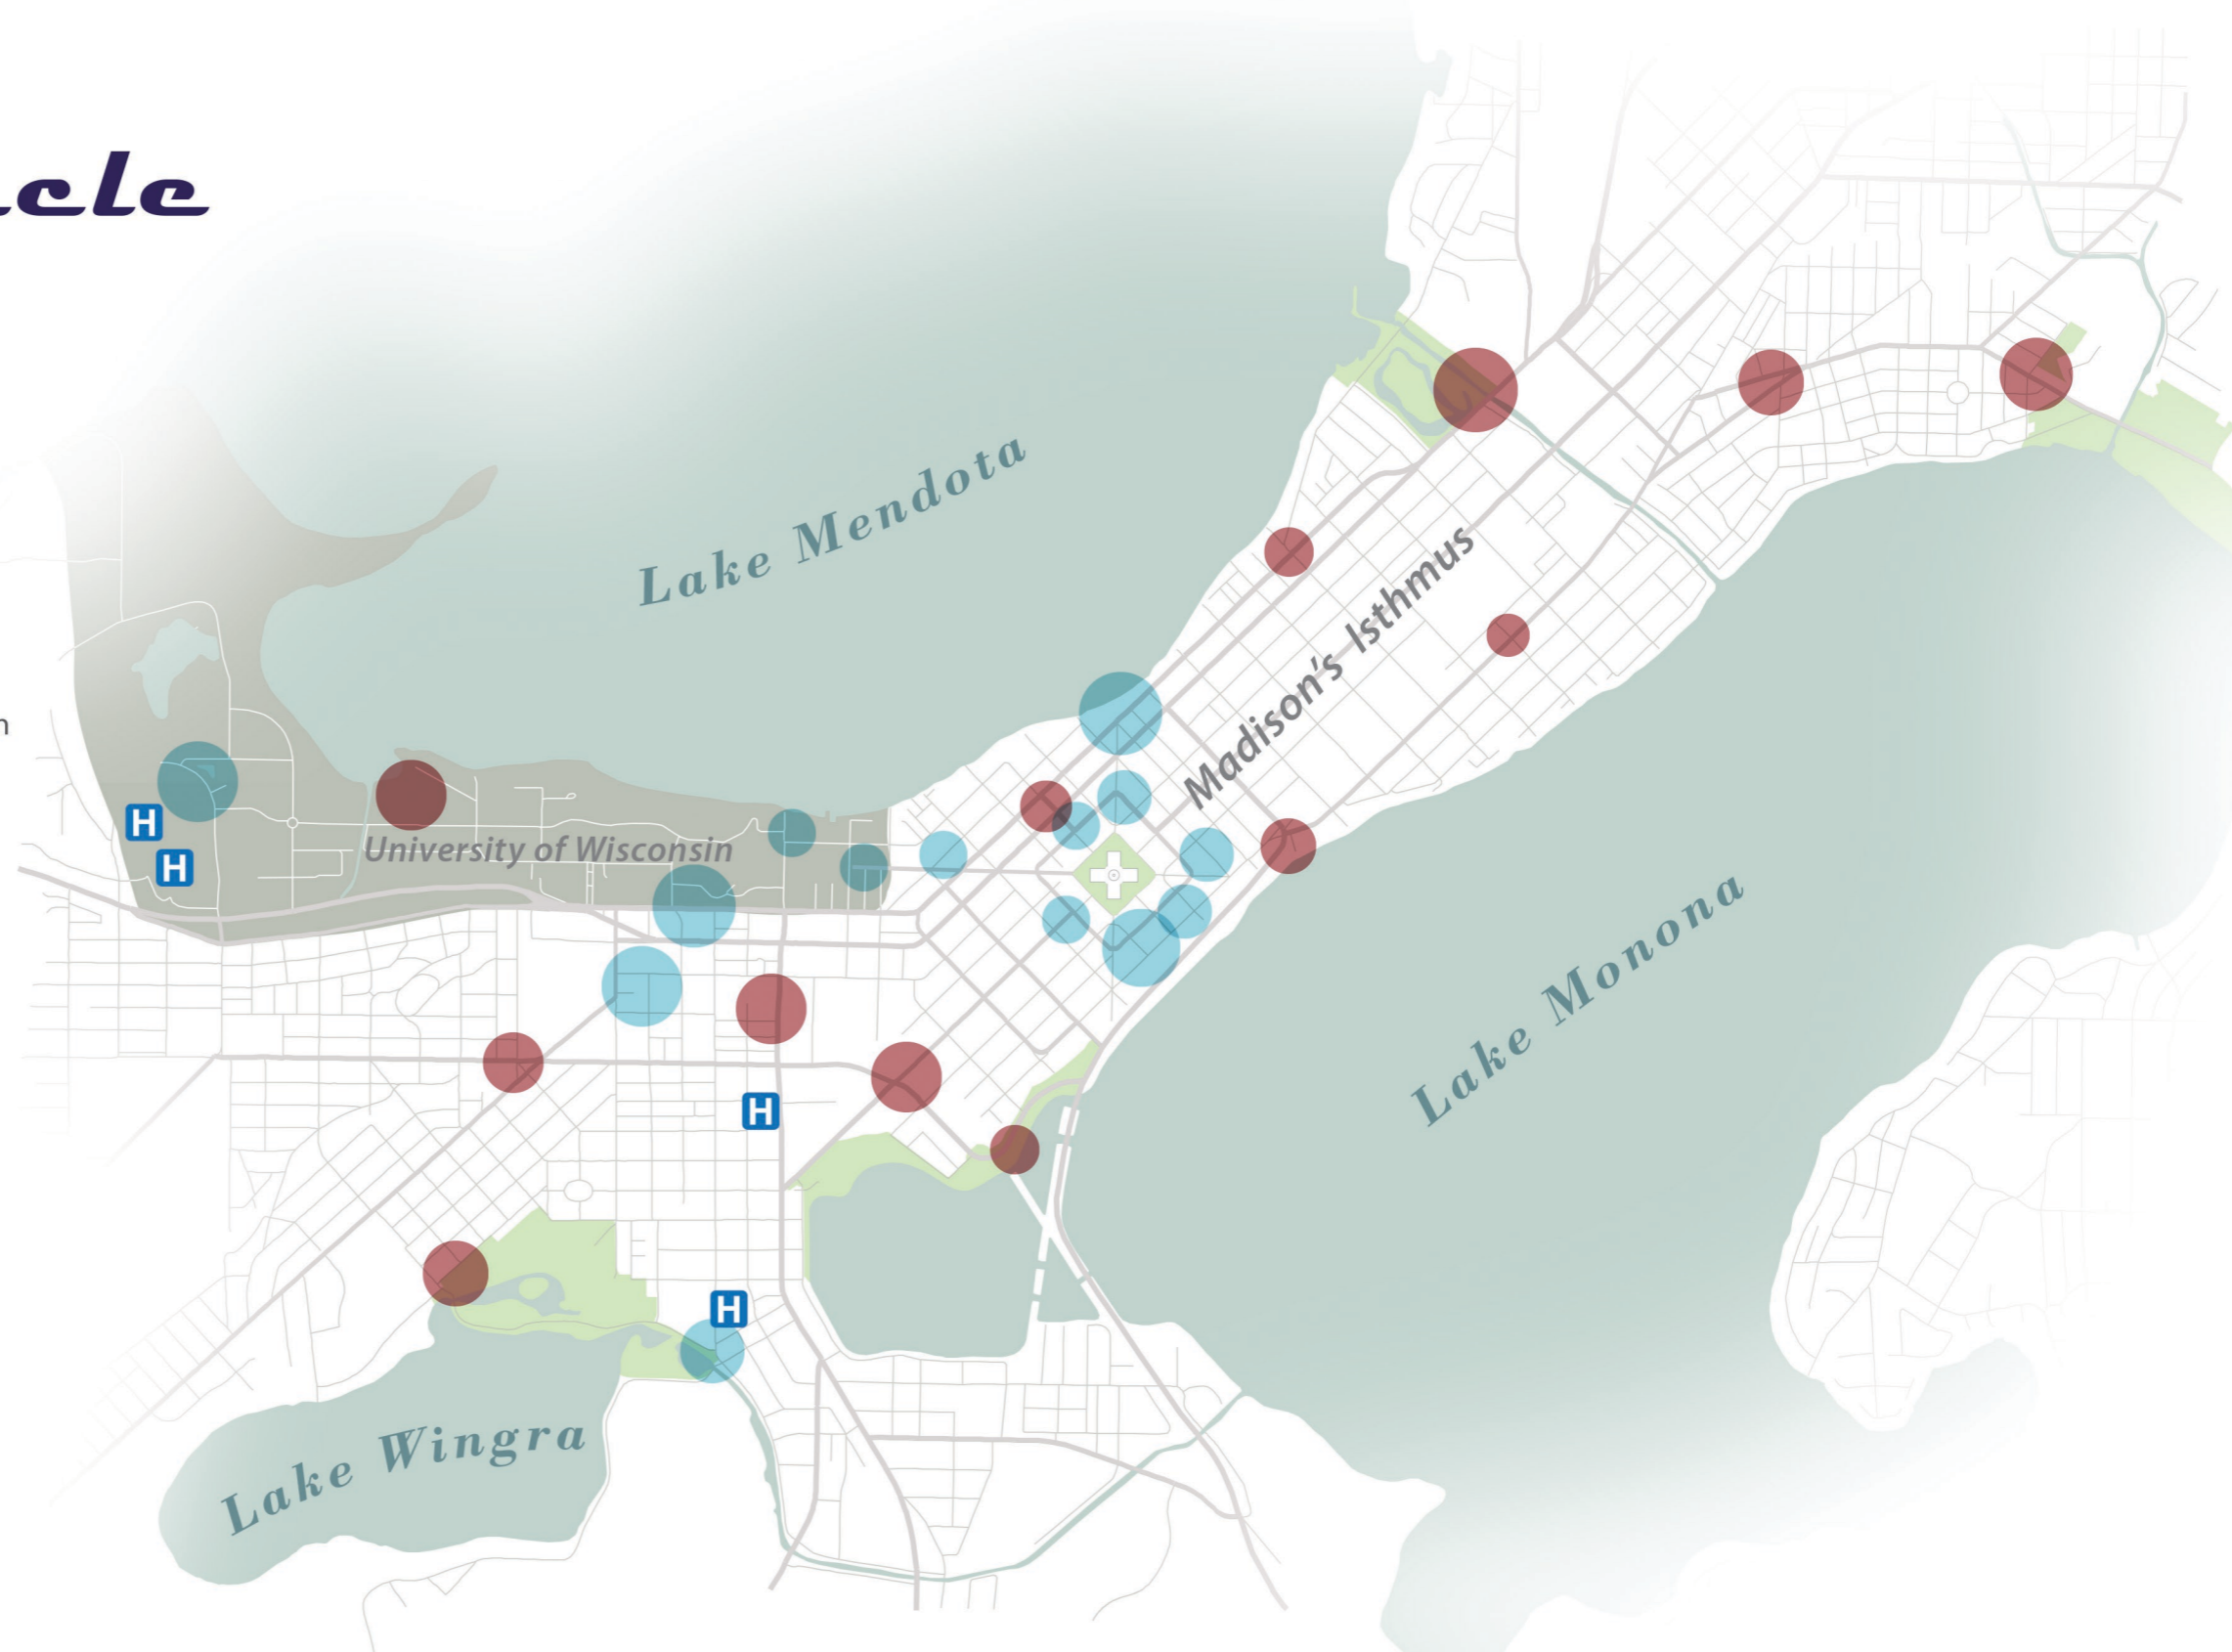 cle
Lake Mendota
Madison's Isthmus
n
H
University of Wisconsin
H
Lake Monona
H
H
Lake Wingra